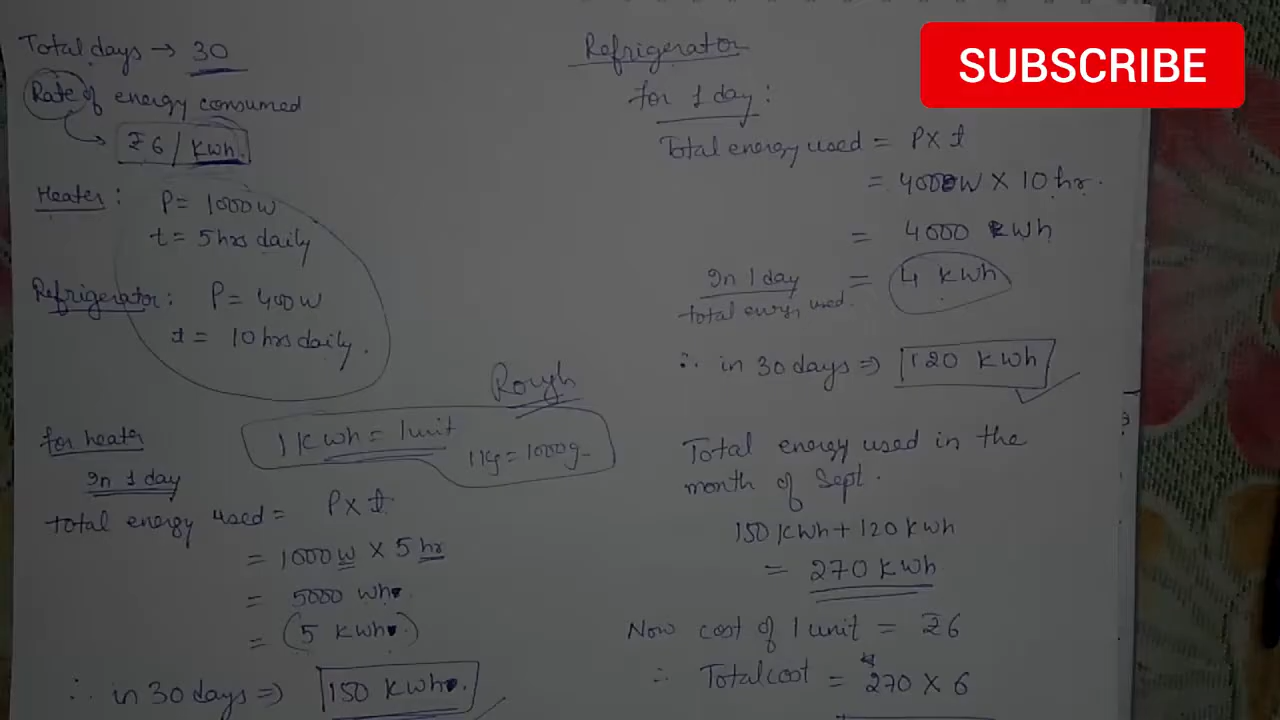 Total days → 30
Rate of energy consumed
₹6 / kwh.
Heater : P = 1000 W
t = 5 hrs daily
Refrigerator : P = 400 W
t = 10 hrs daily.
Rough
1 kwh = 1 unit
1 kg = 1000 g
for heater
In 1 day
total energy used = P x t
= 1000 w x 5 hr
= 5000 wh.
= (5 kwh.)
∴ in 30 days ⇒ 150 kwh.
Refrigerator
for 1 day :
Total energy used = P x t
= 400 W x 10 hr.
= 4000 wh
In 1 day = 4 kwh
total used.
∴ in 30 days ⇒ 120 kwh
Total energy used in the
month of Sept.
150 kwh + 120 kwh
= 270 kwh
Now cost of 1 unit = ₹6
∴ Total cost = 270 x 6
SUBSCRIBE